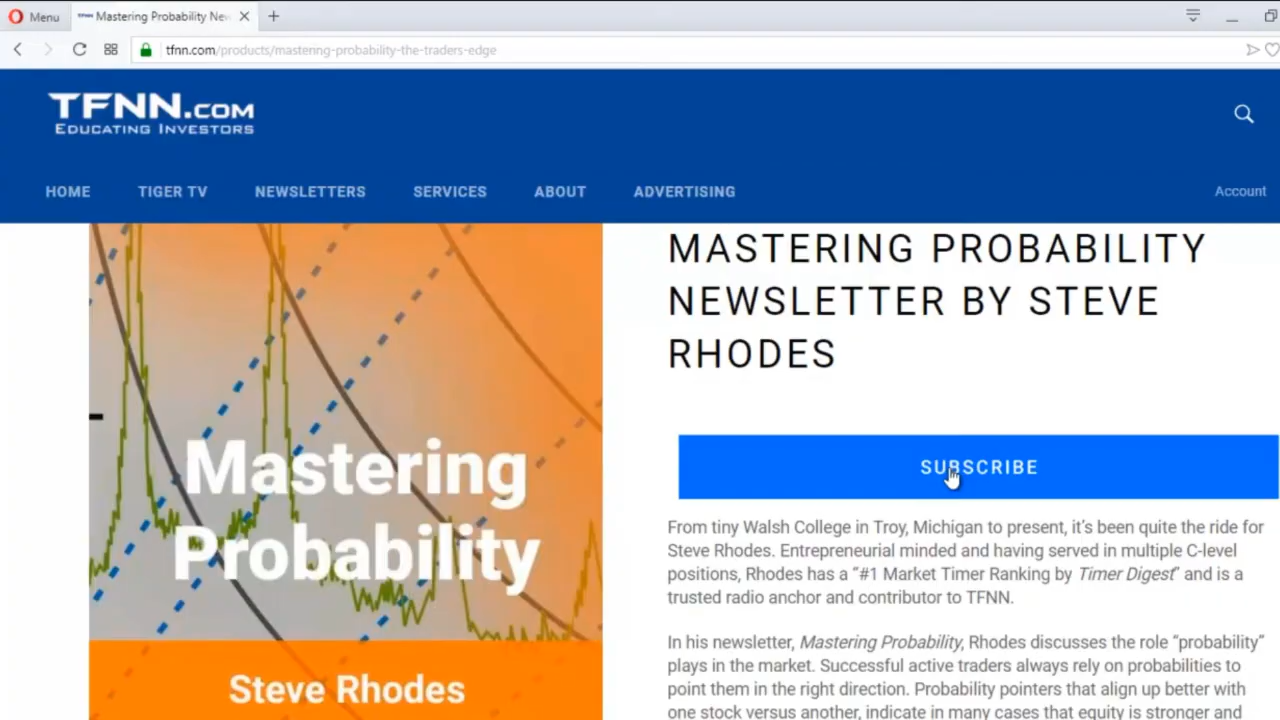 Menu
Mastering Probability New
tfnn.com/products/mastering-probability-the-traders-edge
TFNN.COM
EDUCATING INVESTORS
HOME TIGER TV NEWSLETTERS SERVICES ABOUT ADVERTISING Account
MASTERING PROBABILITY
NEWSLETTER BY STEVE
RHODES
SUBSCRIBE
Mastering
Probability
Steve Rhodes
From tiny Walsh College in Troy, Michigan to present, it’s been quite the ride for
Steve Rhodes. Entrepreneurial minded and having served in multiple C-level
positions, Rhodes has a “#1 Market Timer Ranking by Timer Digest” and is a
trusted radio anchor and contributor to TFNN.
In his newsletter, Mastering Probability, Rhodes discusses the role “probability”
plays in the market. Successful active traders always rely on probabilities to
point them in the right direction. Probability pointers that align up better with
one stock versus another, indicate in many cases that equity is stronger and